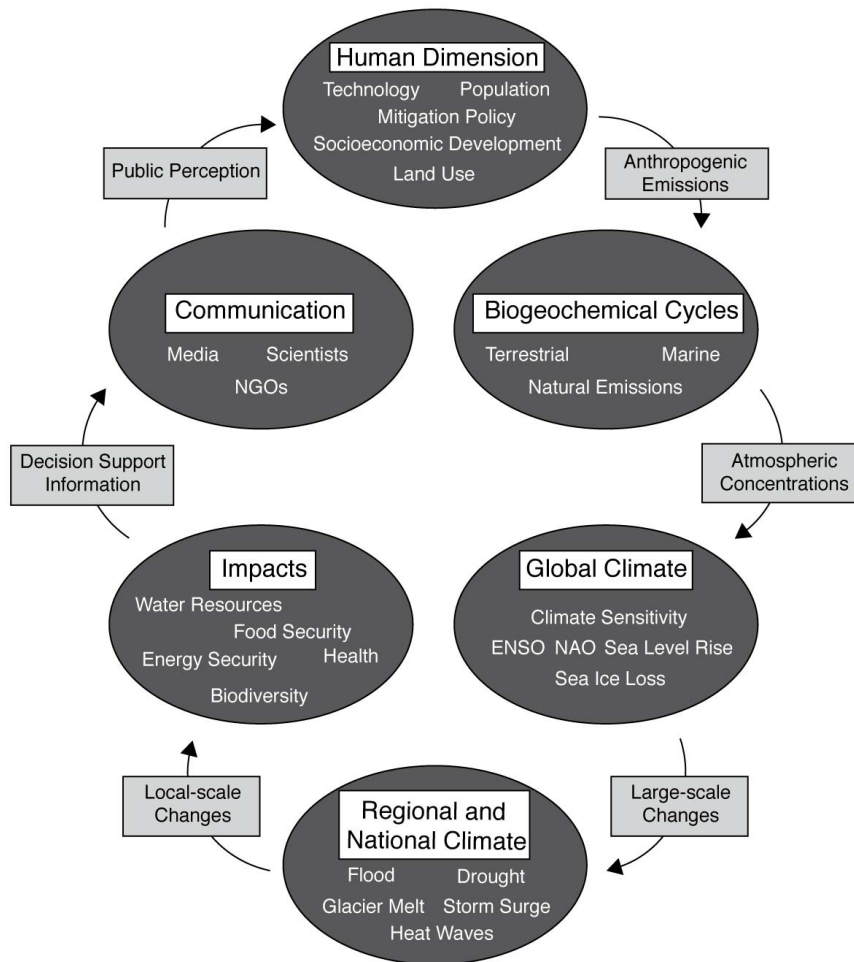 Human Dimension
Technology Population
Mitigation Policy
Socioeconomic Development
Land Use
Anthropogenic
Emissions
Biogeochemical Cycles
Terrestrial Marine
Natural Emissions
Atmospheric
Concentrations
Global Climate
Climate Sensitivity
ENSO NAO Sea Level Rise
Sea Ice Loss
Large-scale
Changes
Regional and
National Climate
Flood Drought
Glacier Melt Storm Surge
Heat Waves
Local-scale
Changes
Impacts
Water Resources
Food Security
Energy Security Health
Biodiversity
Decision Support
Information
Communication
Media Scientists
NGOs
Public Perception